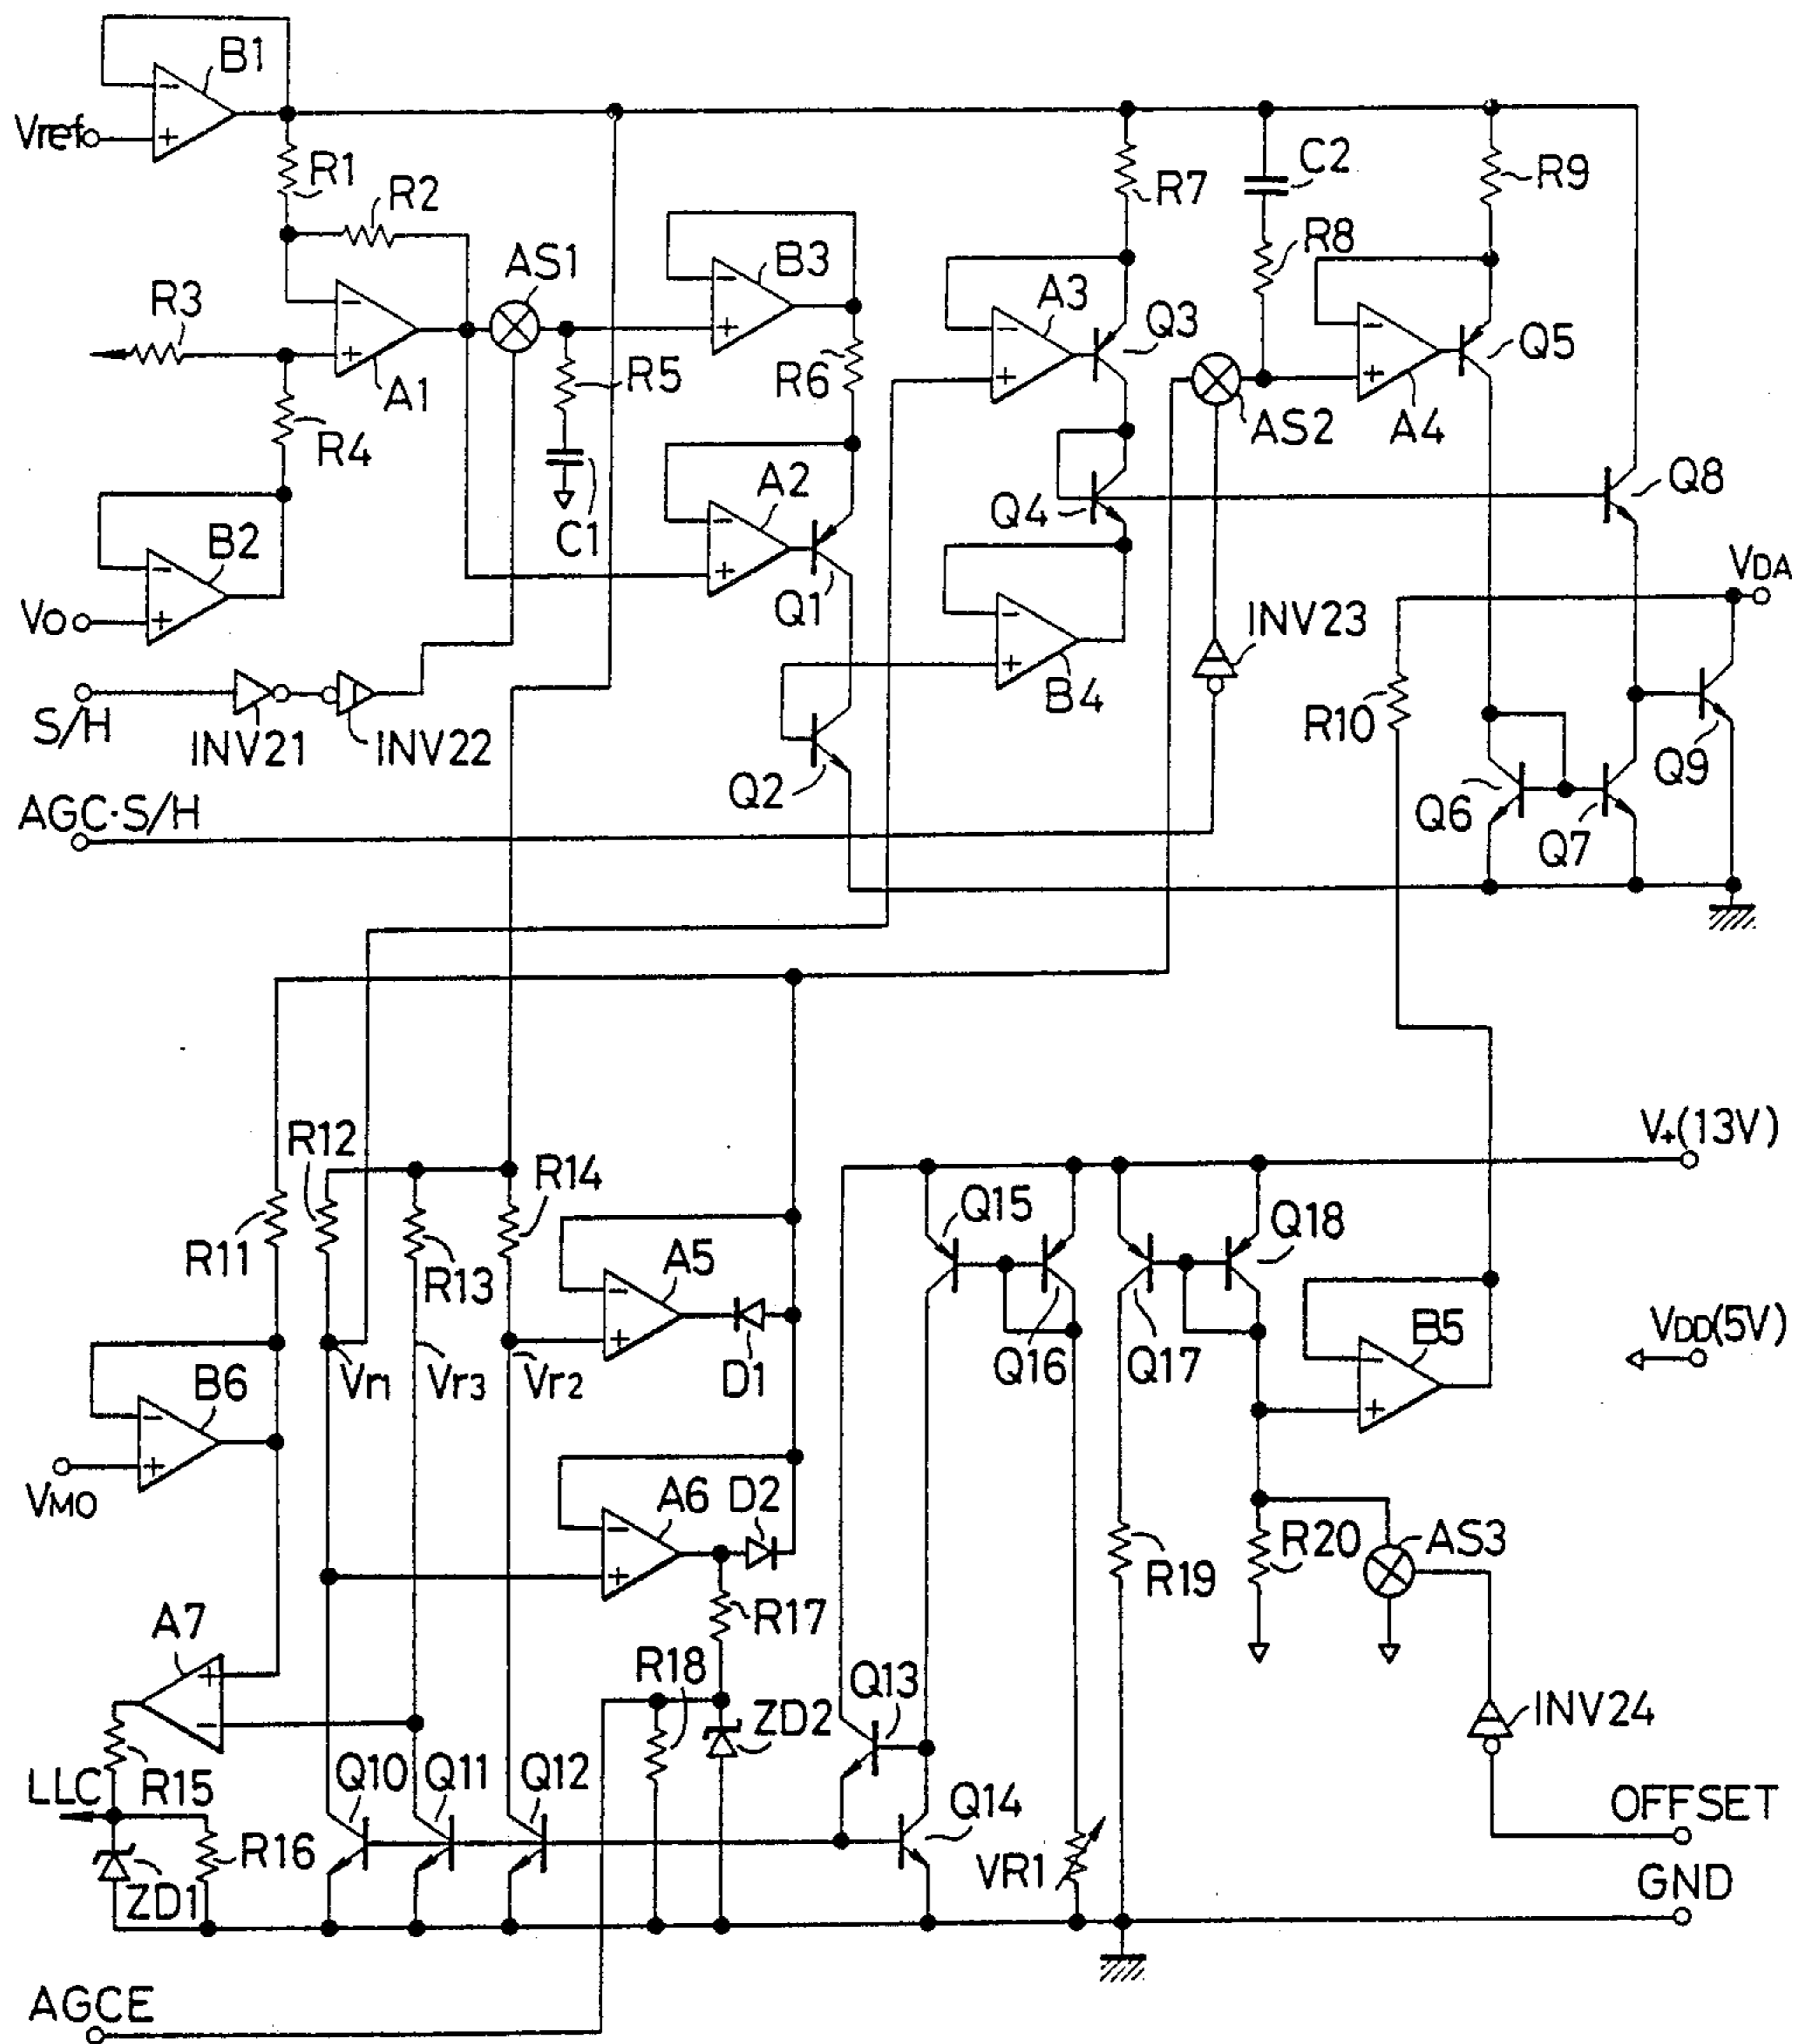 B1
Vref
R1
R2
C2
R9
R7
R8
AS1
B3
A3
Q3
Q5
R3
R5
R6
A1
AS2
A4
R4
A2
Q8
Q4
C1
B2
VDA
Q1
INV23
VO
B4
R10
S/H
INV21
INV22
Q9
Q2
Q6
AGC·S/H
Q7
V+(13V)
R12
R14
Q15
Q18
R11
A5
R13
B5
VDD(5V)
Q16
Q17
D1
B6
Vr1
Vr3
Vr2
A6
D2
VMO
R20
AS3
R19
A7
R17
R18
Q13
ZD2
INV24
R15
Q10
Q11
Q12
LLC
Q14
OFFSET
R16
VR1
ZD1
GND
AGCE